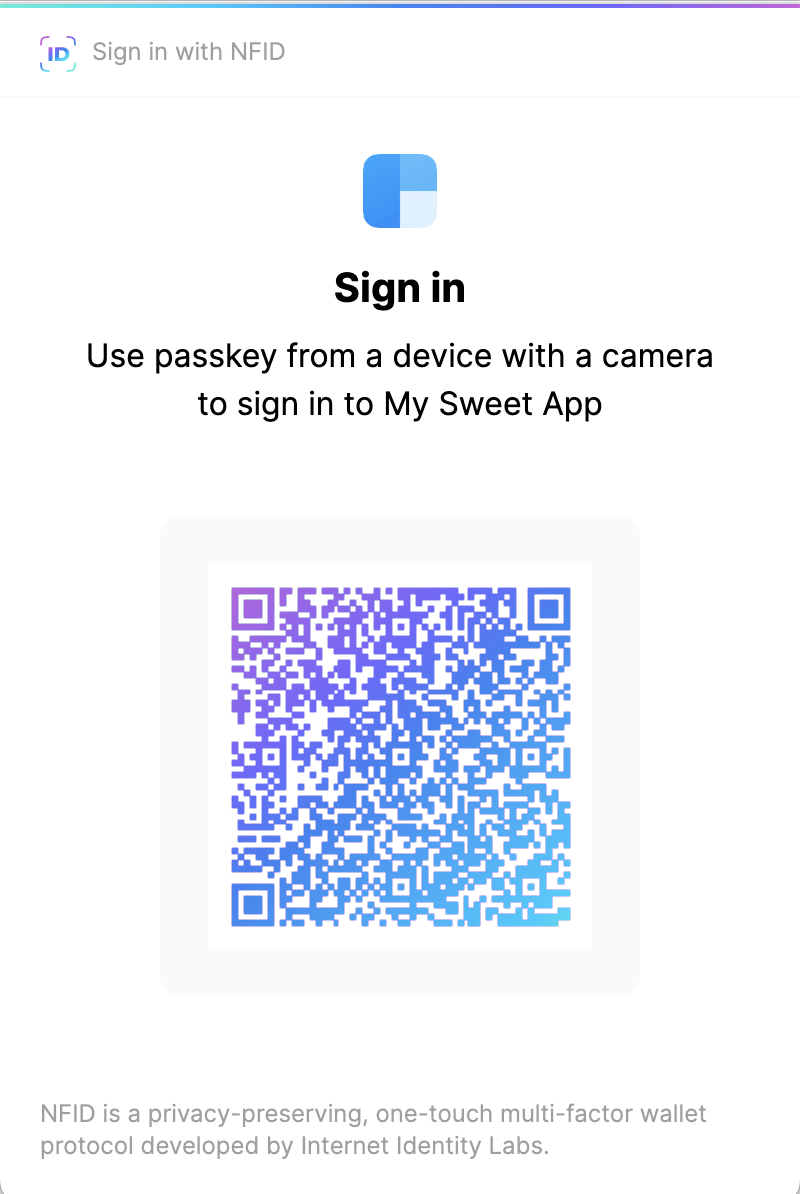 ID Sign in with NFID
Sign in
Use passkey from a device with a camera
to sign in to My Sweet App
NFID is a privacy-preserving, one-touch multi-factor wallet
protocol developed by Internet Identity Labs.